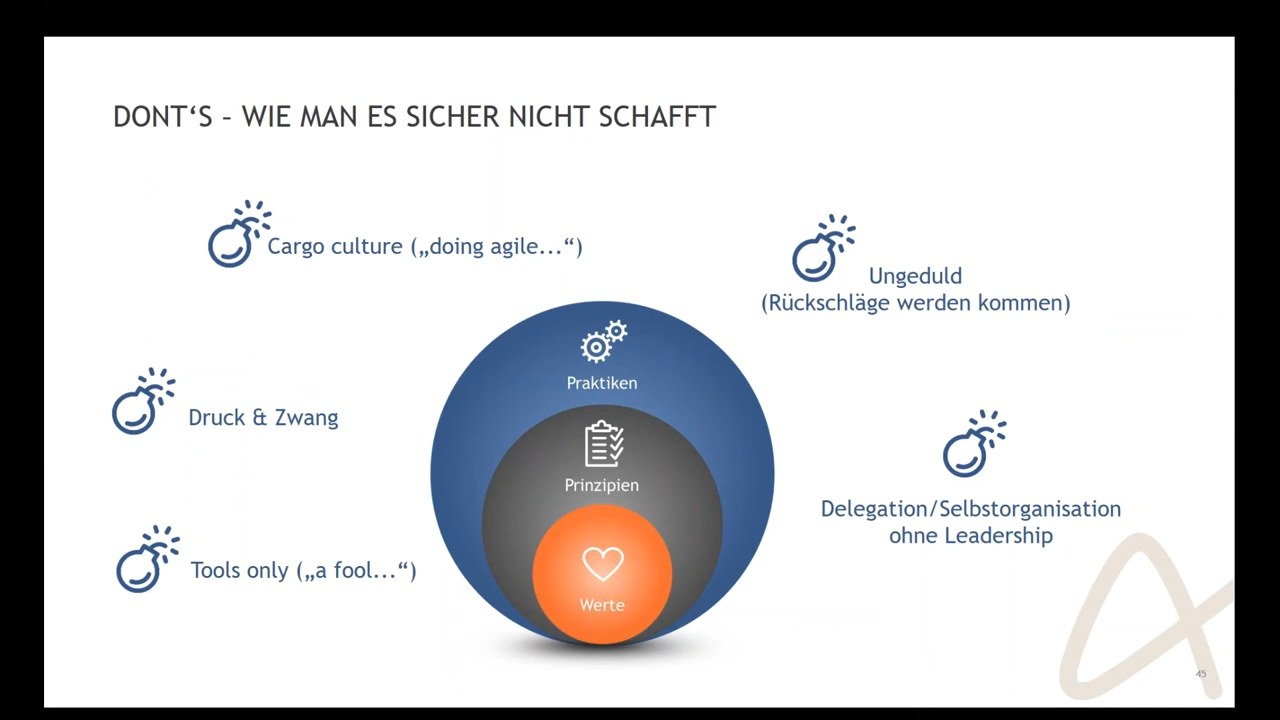 DONT‘S – WIE MAN ES SICHER NICHT SCHAFFT
Cargo culture („doing agile...“)
Ungeduld
(Rückschläge werden kommen)
Praktiken
Druck & Zwang
Prinzipien
Delegation/Selbstorganisation
ohne Leadership
Tools only („a fool...“)
Werte
45